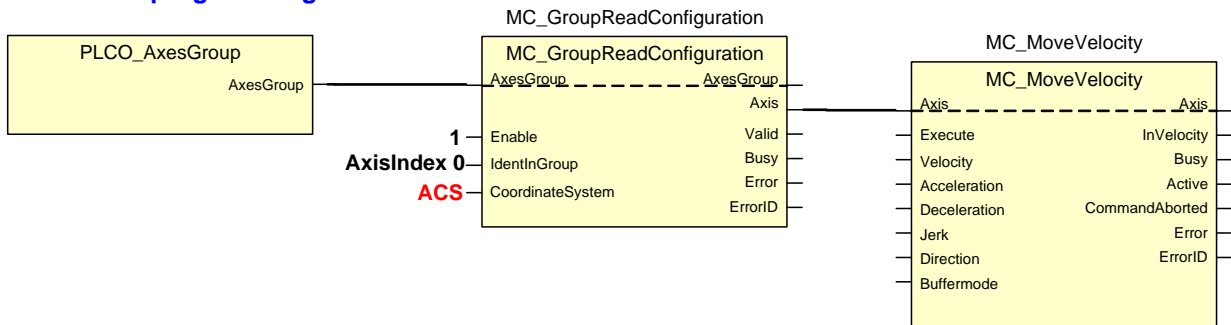 PLCO_AxesGroup
AxesGroup
MC_GroupReadConfiguration
MC_GroupReadConfiguration
AxesGroup AxesGroup
Axis
1 Enable Valid
AxisIndex 0 IdentInGroup Busy
ACS CoordinateSystem Error
ErrorID
MC_MoveVelocity
MC_MoveVelocity
Axis Axis
Execute InVelocity
Velocity Busy
Acceleration Active
Deceleration CommandAborted
Jerk Error
Direction ErrorID
Buffermode